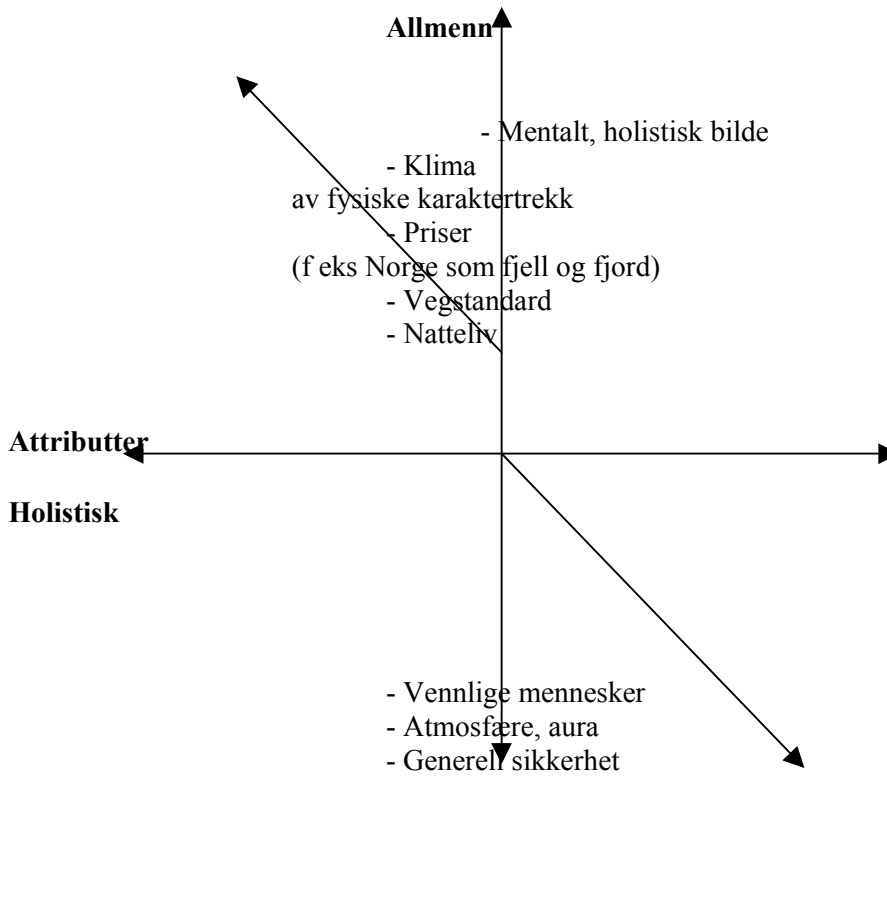 Allmenn
- Mentalt, holistisk bilde
- Klima
av fysiske karaktertrekk
- Priser
(f eks Norge som fjell og fjord)
- Vegstandard
- Natteliv
Attributter
Holistisk
- Vennlige mennesker
- Atmosfære, aura
- Generell sikkerhet